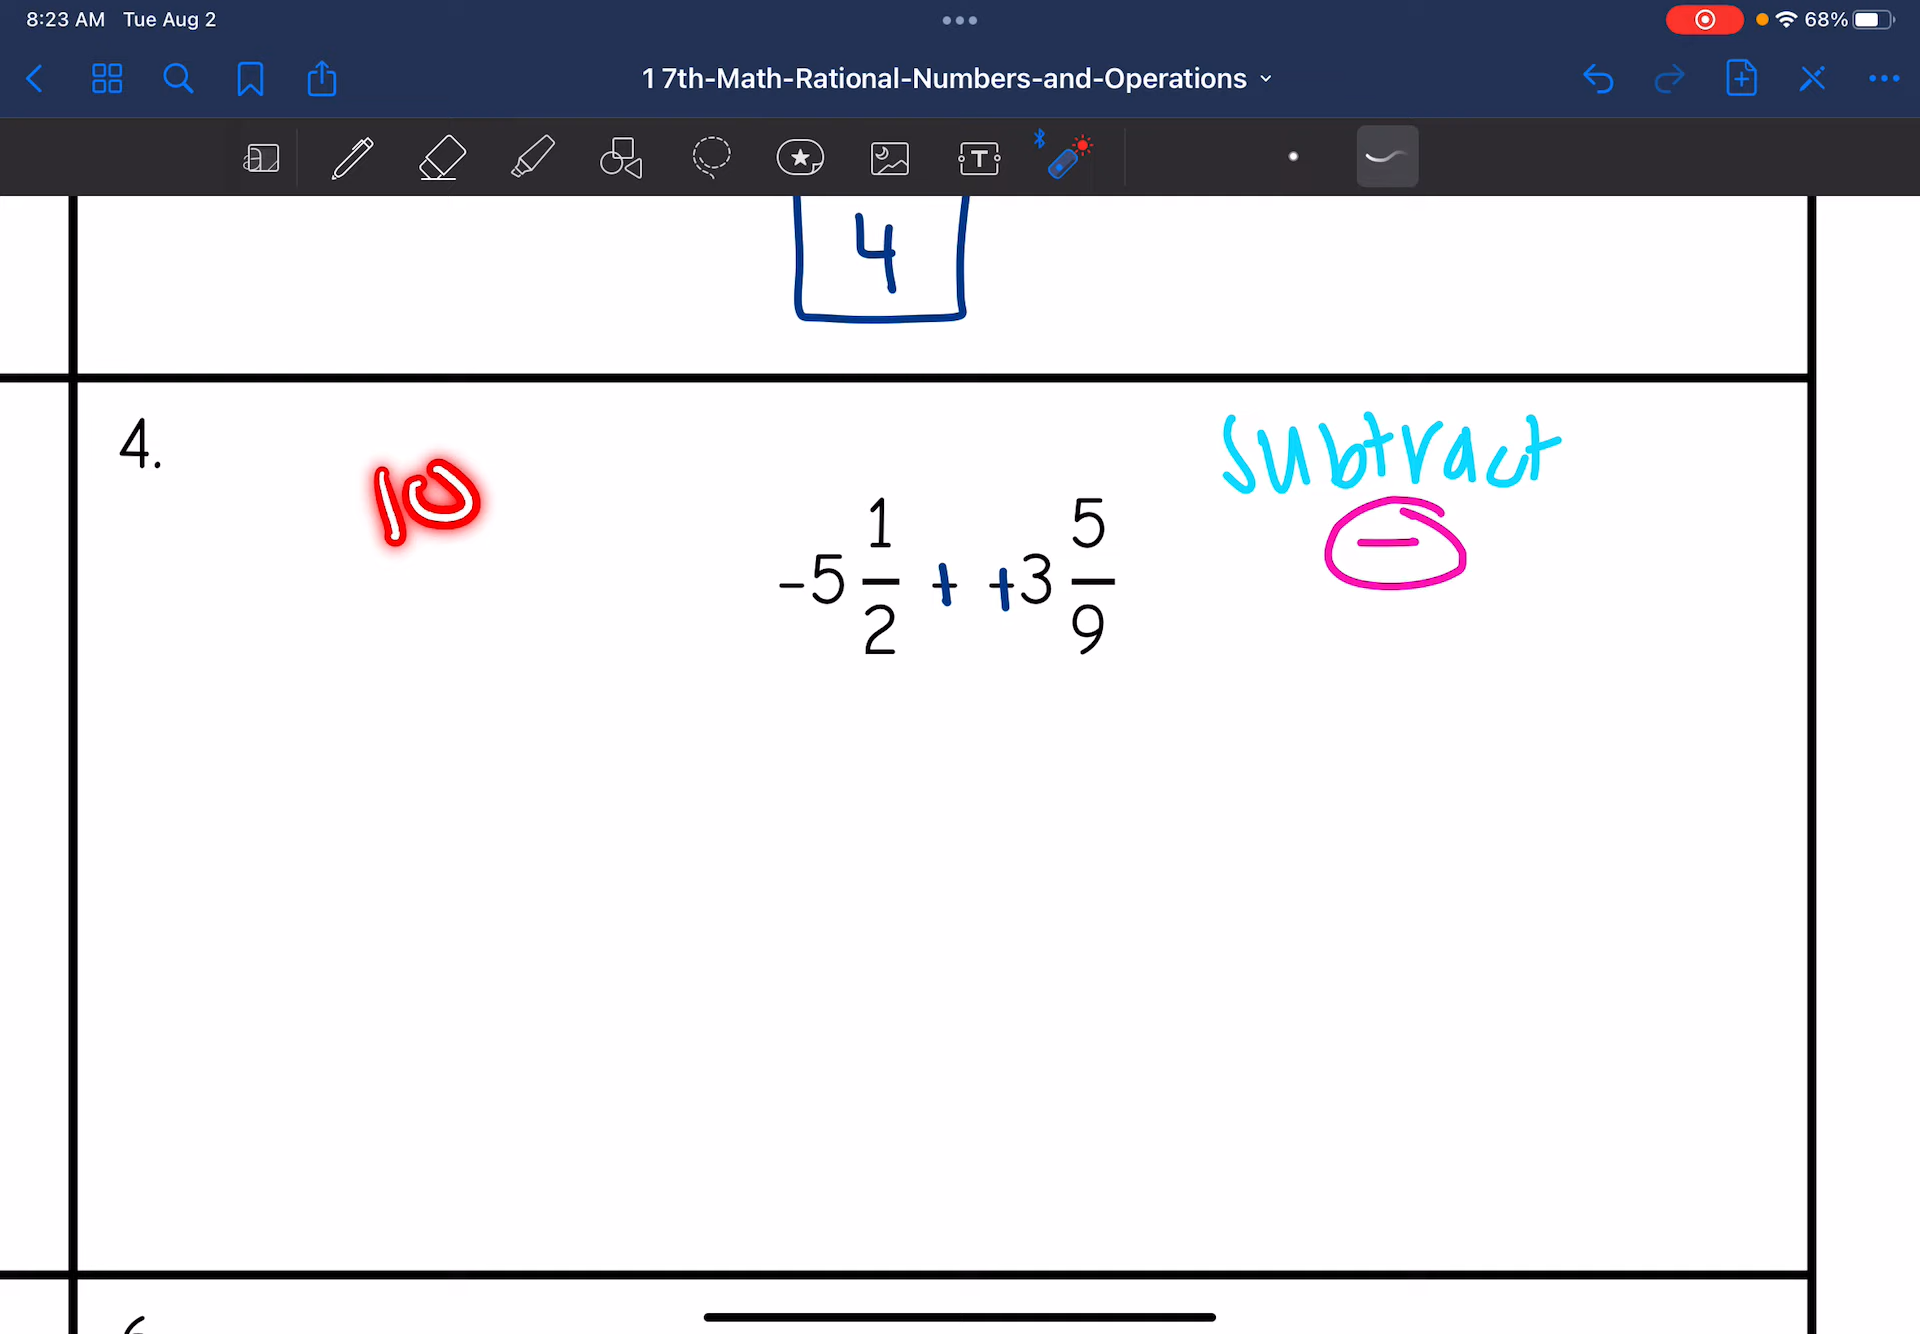 8:23 AM Tue Aug 2
68%
1 7th-Math-Rational-Numbers-and-Operations
T
4
4.
10
subtract
−
-5 1/2 + +3 5/9